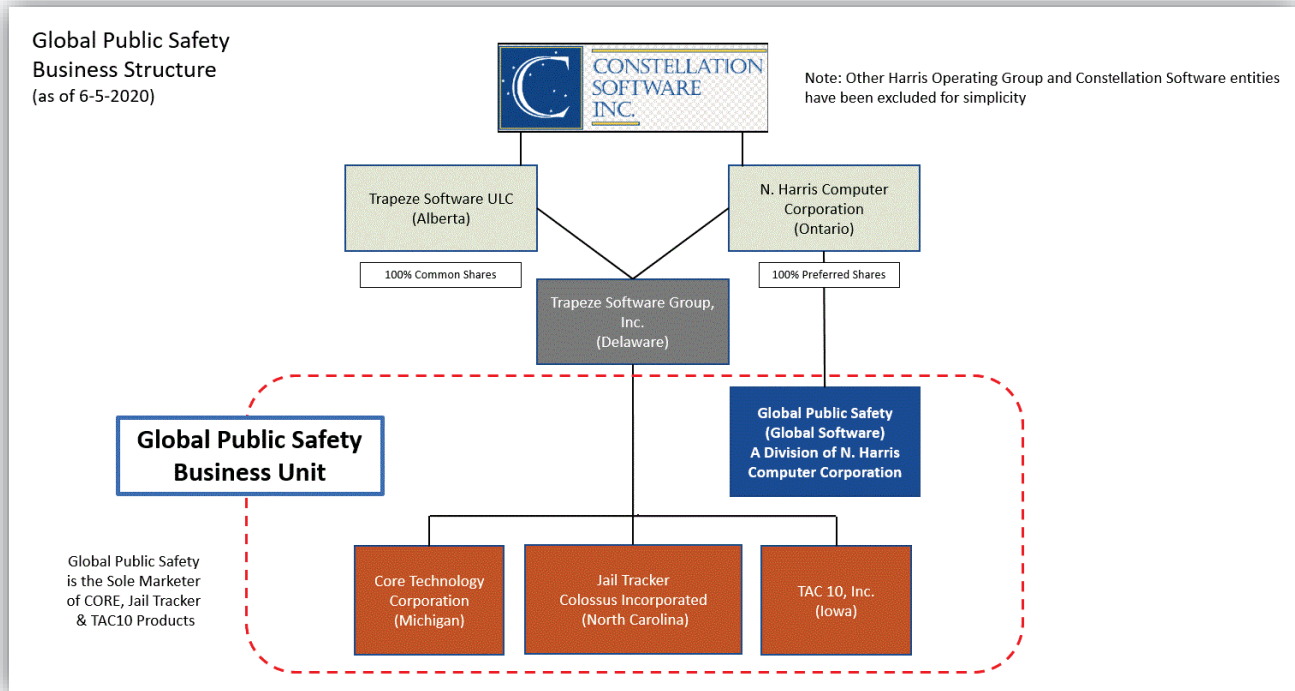 Global Public Safety
Business Structure
(as of 6-5-2020)
C
CONSTELLATION
SOFTWARE
INC.
Note: Other Harris Operating Group and Constellation Software entities
have been excluded for simplicity
Trapeze Software ULC
(Alberta)
N. Harris Computer
Corporation
(Ontario)
100% Common Shares
100% Preferred Shares
Trapeze Software Group,
Inc.
(Delaware)
Global Public Safety
(Global Software)
A Division of N. Harris
Computer Corporation
Global Public Safety
Business Unit
Global Public Safety
is the Sole Marketer
of CORE, Jail Tracker
& TAC10 Products
Core Technology
Corporation
(Michigan)
Jail Tracker
Colossus Incorporated
(North Carolina)
TAC 10, Inc.
(Iowa)